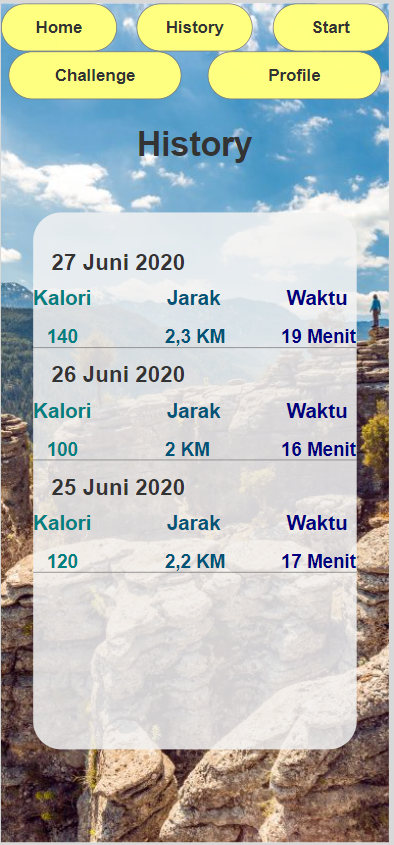 Home History Start
Challenge Profile
History
27 Juni 2020
Kalori Jarak Waktu
140 2,3 KM 19 Menit
26 Juni 2020
Kalori Jarak Waktu
100 2 KM 16 Menit
25 Juni 2020
Kalori Jarak Waktu
120 2,2 KM 17 Menit